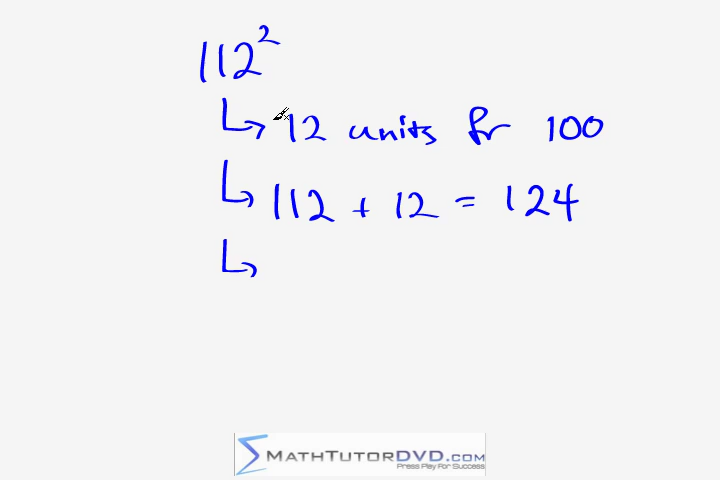 112²
↳ 12 units for 100
↳ 112 + 12 = 124
↳
MATHTUTORDVD.COM
Press Play For Success